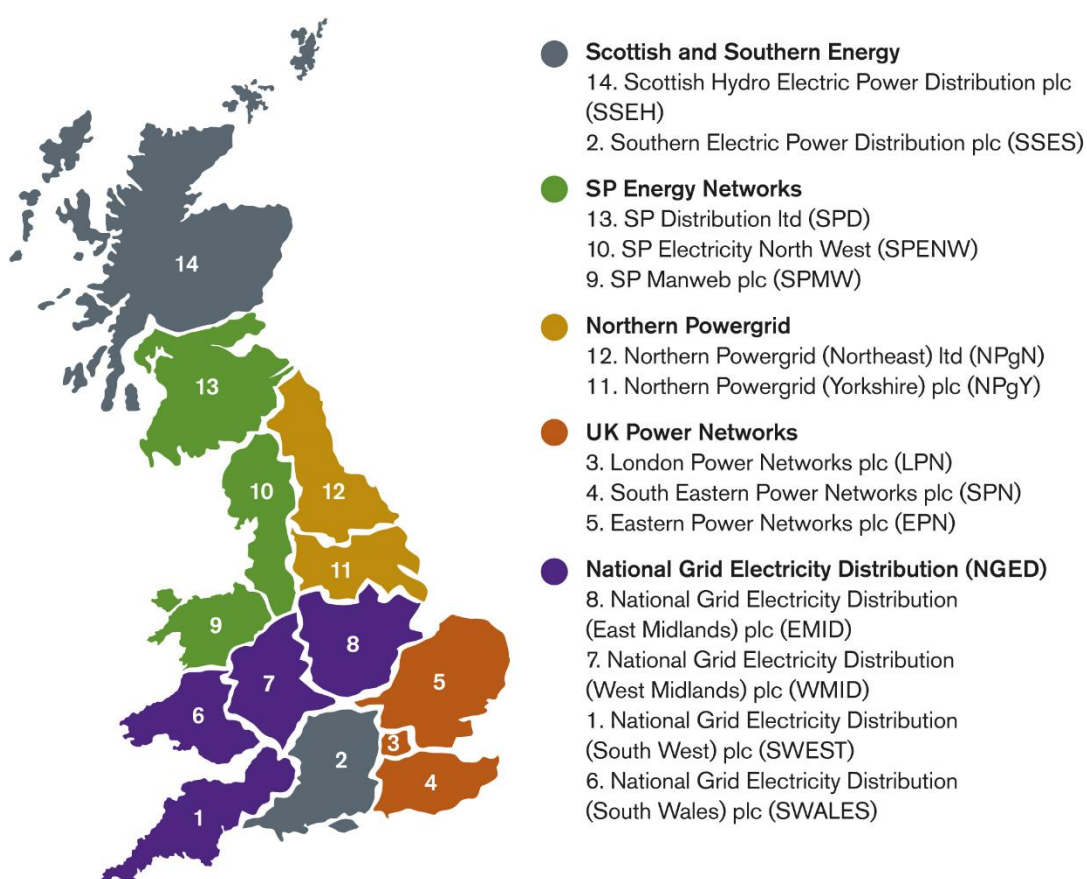 14
13
10
12
11
9
8
7
6
5
3
2
4
1
Scottish and Southern Energy
14. Scottish Hydro Electric Power Distribution plc
(SSEH)
2. Southern Electric Power Distribution plc (SSES)
SP Energy Networks
13. SP Distribution ltd (SPD)
10. SP Electricity North West (SPENW)
9. SP Manweb plc (SPMW)
Northern Powergrid
12. Northern Powergrid (Northeast) ltd (NPgN)
11. Northern Powergrid (Yorkshire) plc (NPgY)
UK Power Networks
3. London Power Networks plc (LPN)
4. South Eastern Power Networks plc (SPN)
5. Eastern Power Networks plc (EPN)
National Grid Electricity Distribution (NGED)
8. National Grid Electricity Distribution
(East Midlands) plc (EMID)
7. National Grid Electricity Distribution
(West Midlands) plc (WMID)
1. National Grid Electricity Distribution
(South West) plc (SWEST)
6. National Grid Electricity Distribution
(South Wales) plc (SWALES)